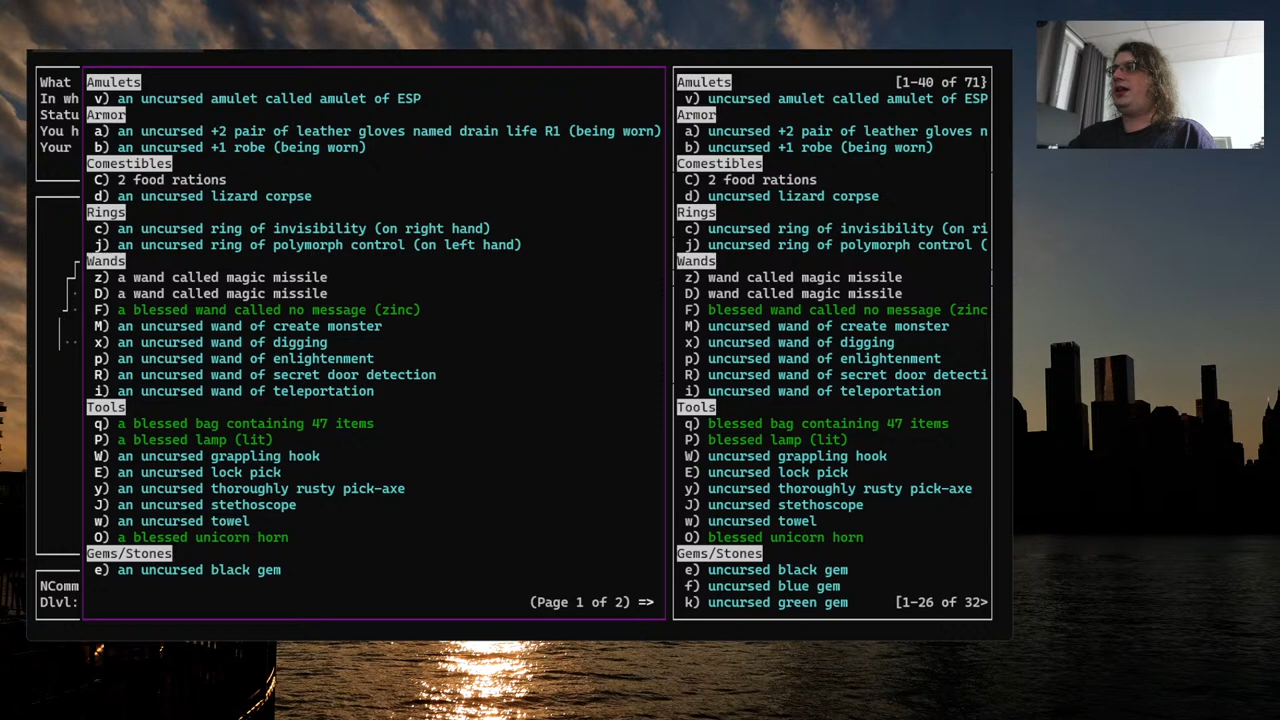 What
In wh
Statu
You h
Your
NComm
Dlvl:
Amulets
v) an uncursed amulet called amulet of ESP
Armor
a) an uncursed +2 pair of leather gloves named drain life R1 (being worn)
b) an uncursed +1 robe (being worn)
Comestibles
C) 2 food rations
d) an uncursed lizard corpse
Rings
c) an uncursed ring of invisibility (on right hand)
j) an uncursed ring of polymorph control (on left hand)
Wands
z) a wand called magic missile
D) a wand called magic missile
F) a blessed wand called no message (zinc)
M) an uncursed wand of create monster
x) an uncursed wand of digging
p) an uncursed wand of enlightenment
R) an uncursed wand of secret door detection
i) an uncursed wand of teleportation
Tools
q) a blessed bag containing 47 items
P) a blessed lamp (lit)
W) an uncursed grappling hook
E) an uncursed lock pick
y) an uncursed thoroughly rusty pick-axe
J) an uncursed stethoscope
w) an uncursed towel
O) a blessed unicorn horn
Gems/Stones
e) an uncursed black gem
(Page 1 of 2) =>
Amulets [1-40 of 71}
v) uncursed amulet called amulet of ESP
Armor
a) uncursed +2 pair of leather gloves n
b) uncursed +1 robe (being worn)
Comestibles
C) 2 food rations
d) uncursed lizard corpse
Rings
c) uncursed ring of invisibility (on ri
j) uncursed ring of polymorph control (
Wands
z) wand called magic missile
D) wand called magic missile
F) blessed wand called no message (zinc
M) uncursed wand of create monster
x) uncursed wand of digging
p) uncursed wand of enlightenment
R) uncursed wand of secret door detecti
i) uncursed wand of teleportation
Tools
q) blessed bag containing 47 items
P) blessed lamp (lit)
W) uncursed grappling hook
E) uncursed lock pick
y) uncursed thoroughly rusty pick-axe
J) uncursed stethoscope
w) uncursed towel
O) blessed unicorn horn
Gems/Stones
e) uncursed black gem
f) uncursed blue gem
k) uncursed green gem [1-26 of 32>